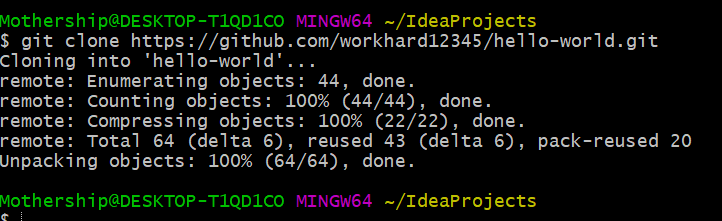 Mothership@DESKTOP-T1QD1CO MINGW64 ~/IdeaProjects
$ git clone https://github.com/workhard12345/hello-world.git
Cloning into 'hello-world'...
remote: Enumerating objects: 44, done.
remote: Counting objects: 100% (44/44), done.
remote: Compressing objects: 100% (22/22), done.
remote: Total 64 (delta 6), reused 43 (delta 6), pack-reused 20
Unpacking objects: 100% (64/64), done.
Mothership@DESKTOP-T1QD1CO MINGW64 ~/IdeaProjects
$